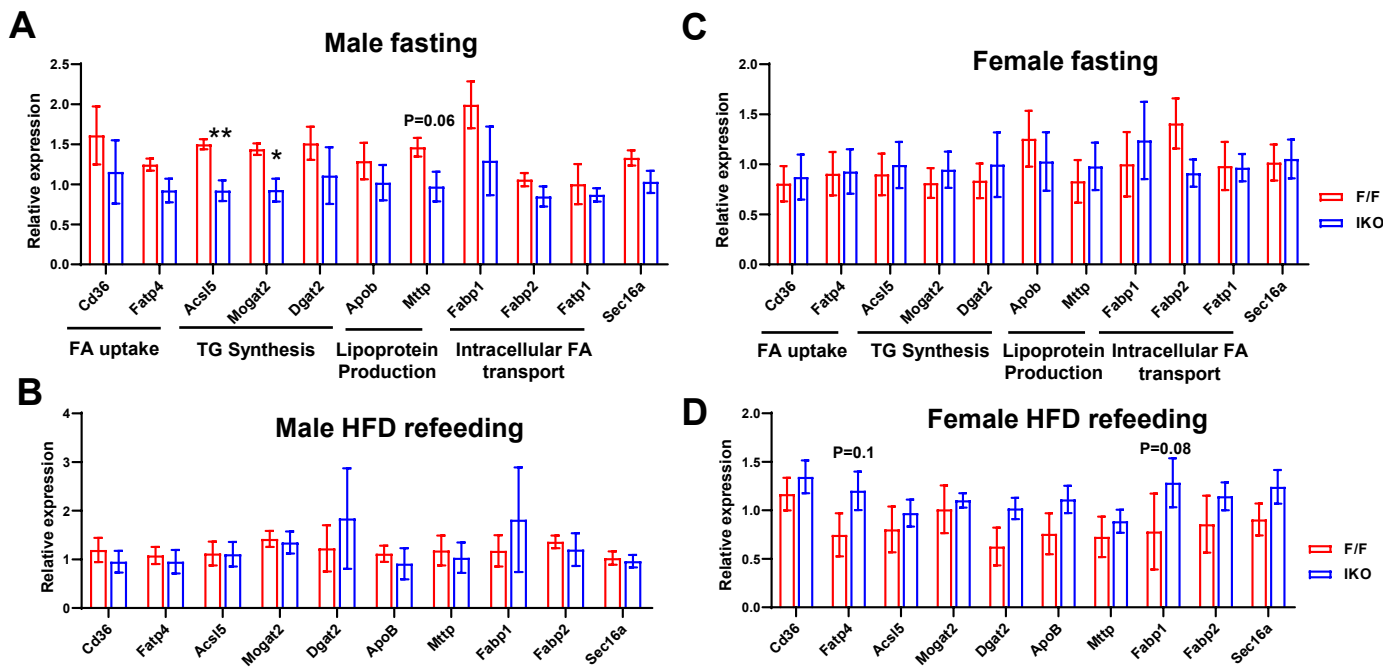 A
Male fasting
Relative expression
2.5
2.0
1.5
1.0
0.5
0.0
**
*
P=0.06
Cd36
Fatp4
Acsl5
Mogat2
Dgat2
Apob
Mttp
Fabp1
Fabp2
Fatp1
Sec16a
FA uptake
TG Synthesis
Lipoprotein
Production
Intracellular FA
transport
C
Female fasting
Relative expression
2.0
1.5
1.0
0.5
0.0
F/F
IKO
Cd36
Fatp4
Acsl5
Mogat2
Dgat2
Apob
Mttp
Fabp1
Fabp2
Fatp1
Sec16a
FA uptake
TG Synthesis
Lipoprotein
Production
Intracellular FA
transport
B
Male HFD refeeding
Relative expression
4
3
2
1
0
Cd36
Fatp4
Acsl5
Mogat2
Dgat2
ApoB
Mttp
Fabp1
Fabp2
Sec16a
D
Female HFD refeeding
Relative expression
2.0
1.5
1.0
0.5
0.0
P=0.1
P=0.08
F/F
IKO
Cd36
Fatp4
Acsl5
Mogat2
Dgat2
ApoB
Mttp
Fabp1
Fabp2
Sec16a